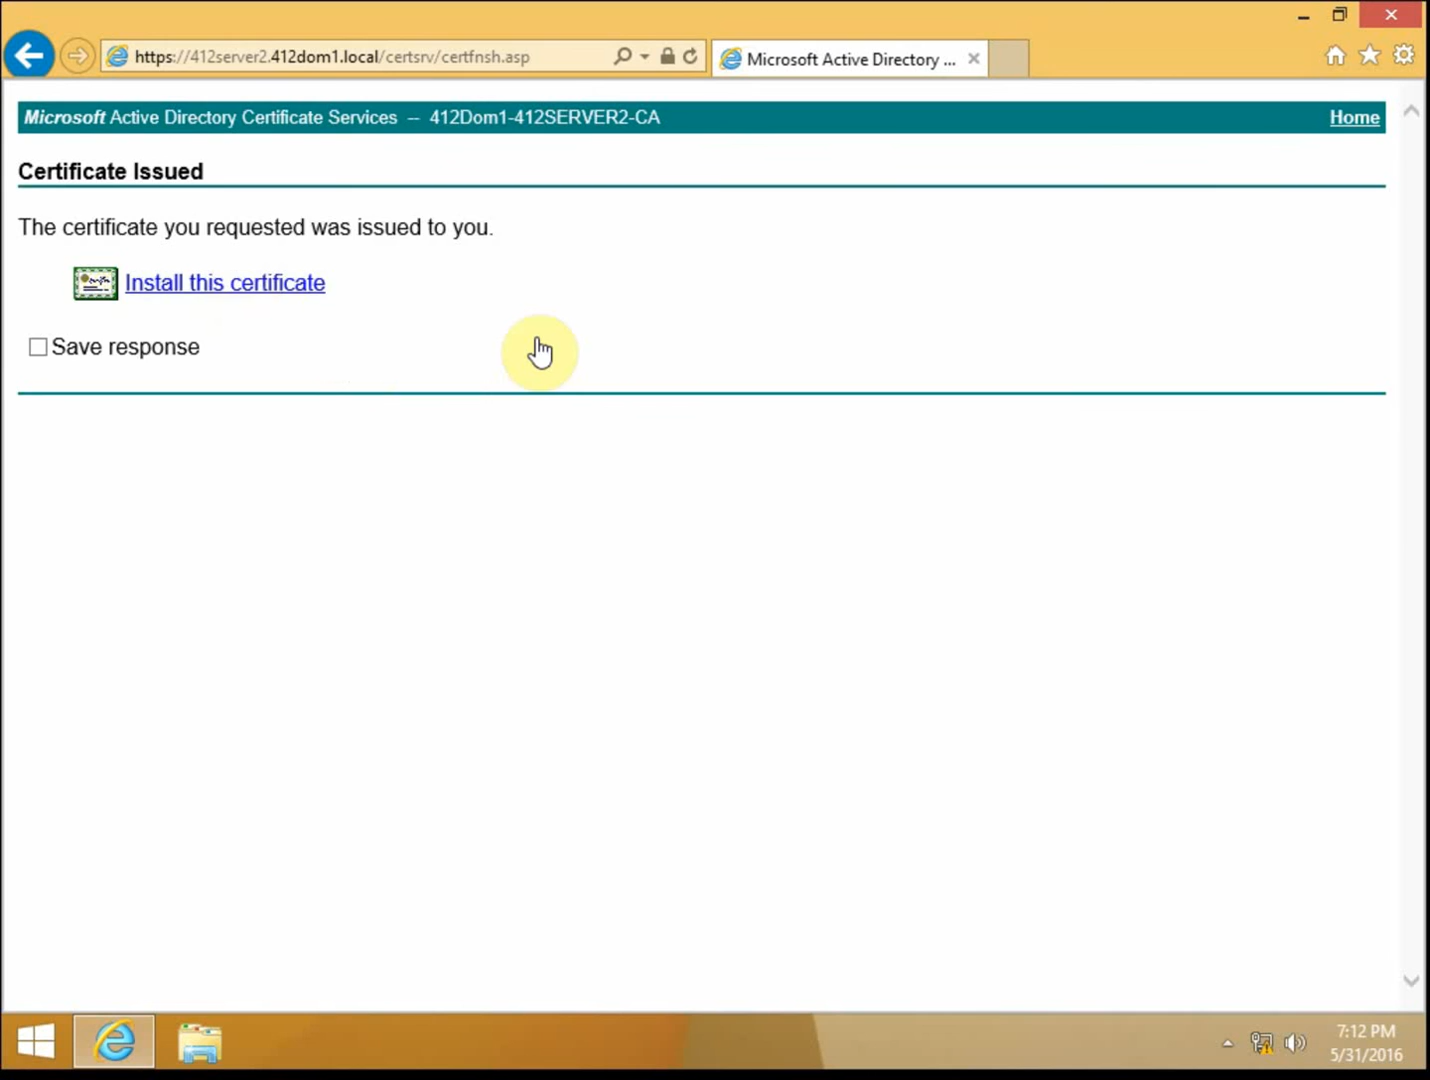 https://412server2.412dom1.local/certsrv/certfnsh.asp
Microsoft Active Directory ...
Microsoft Active Directory Certificate Services -- 412Dom1-412SERVER2-CA
Home
Certificate Issued
The certificate you requested was issued to you.
Install this certificate
Save response
7:12 PM
5/31/2016